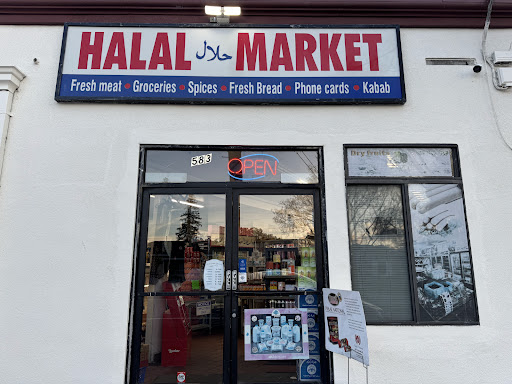 HALAL حلال MARKET
Fresh meat • Groceries • Spices • Fresh Bread • Phone cards • Kabab
583
OPEN
Dry fruits